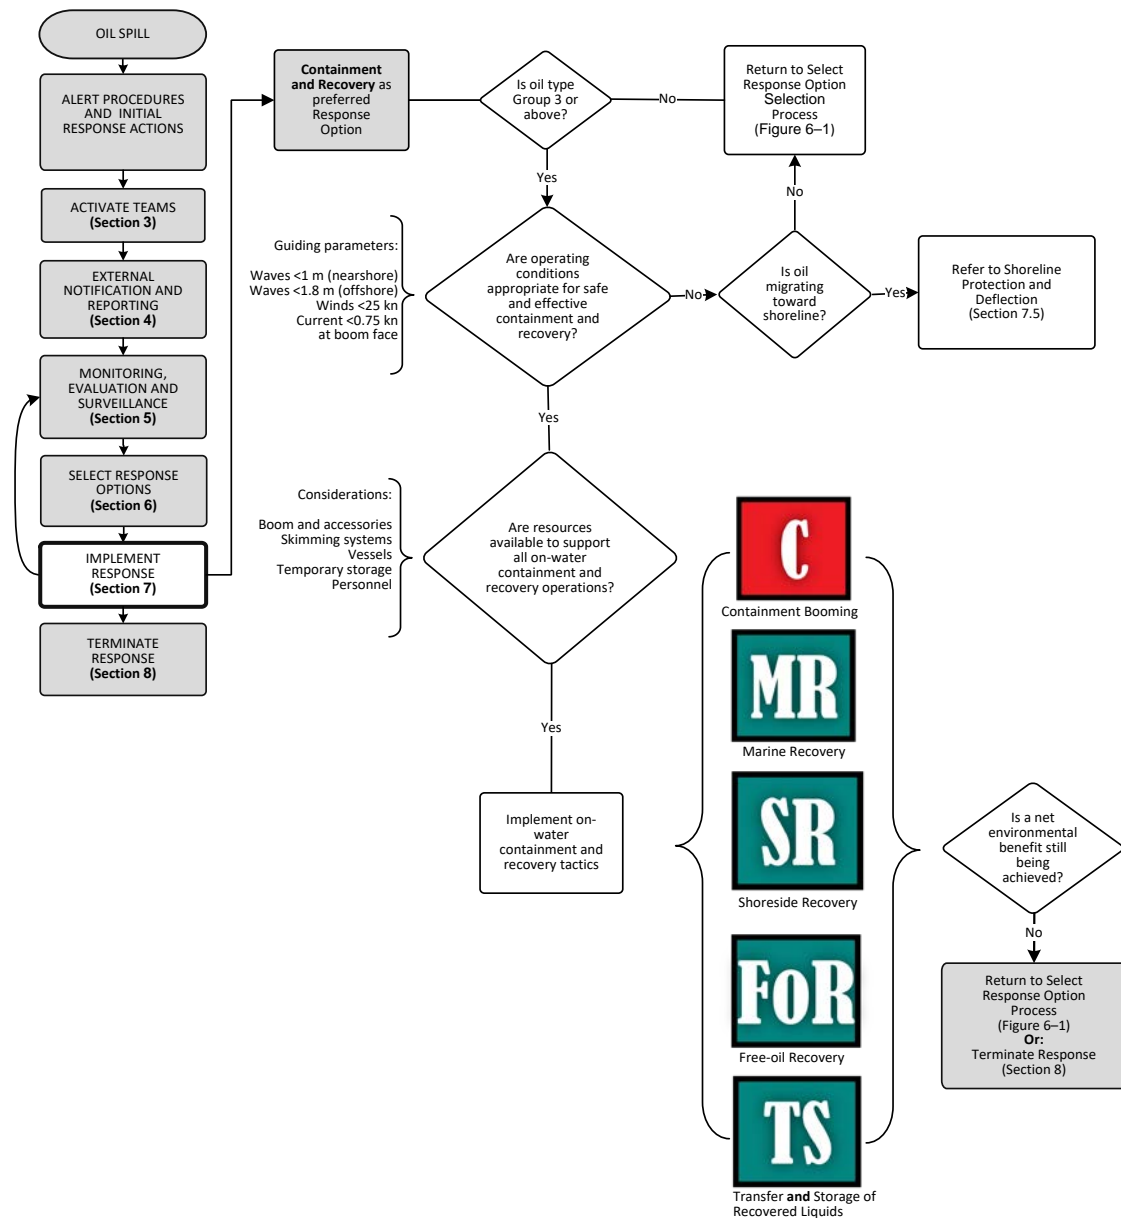 OIL SPILL
ALERT PROCEDURES
AND INITIAL
RESPONSE ACTIONS
ACTIVATE TEAMS
(Section 3)
EXTERNAL
NOTIFICATION AND
REPORTING
(Section 4)
MONITORING,
EVALUATION AND
SURVEILLANCE
(Section 5)
SELECT RESPONSE
OPTIONS
(Section 6)
IMPLEMENT
RESPONSE
(Section 7)
TERMINATE
RESPONSE
(Section 8)
Containment
and Recovery as
preferred
Response
Option
Is oil type
Group 3 or
above?
No
Return to Select
Response Option
Selection
Process
(Figure 6–1)
Yes
No
Guiding parameters:
Waves <1 m (nearshore)
Waves <1.8 m (offshore)
Winds <25 kn
Current <0.75 kn
at boom face
Are operating
conditions
appropriate for safe
and effective
containment and
recovery?
No
Is oil
migrating
toward
shoreline?
Yes
Refer to Shoreline
Protection and
Deflection
(Section 7.5)
Yes
Considerations:
Boom and accessories
Skimming systems
Vessels
Temporary storage
Personnel
Are resources
available to support
all on-water
containment and
recovery operations?
Yes
Implement on-
water
containment and
recovery tactics
C
Containment Booming
MR
Marine Recovery
SR
Shoreside Recovery
FoR
Free-oil Recovery
TS
Transfer and Storage of
Recovered Liquids
Is a net
environmental
benefit still
being
achieved?
No
Return to Select
Response Option
Process
(Figure 6–1)
Or:
Terminate Response
(Section 8)